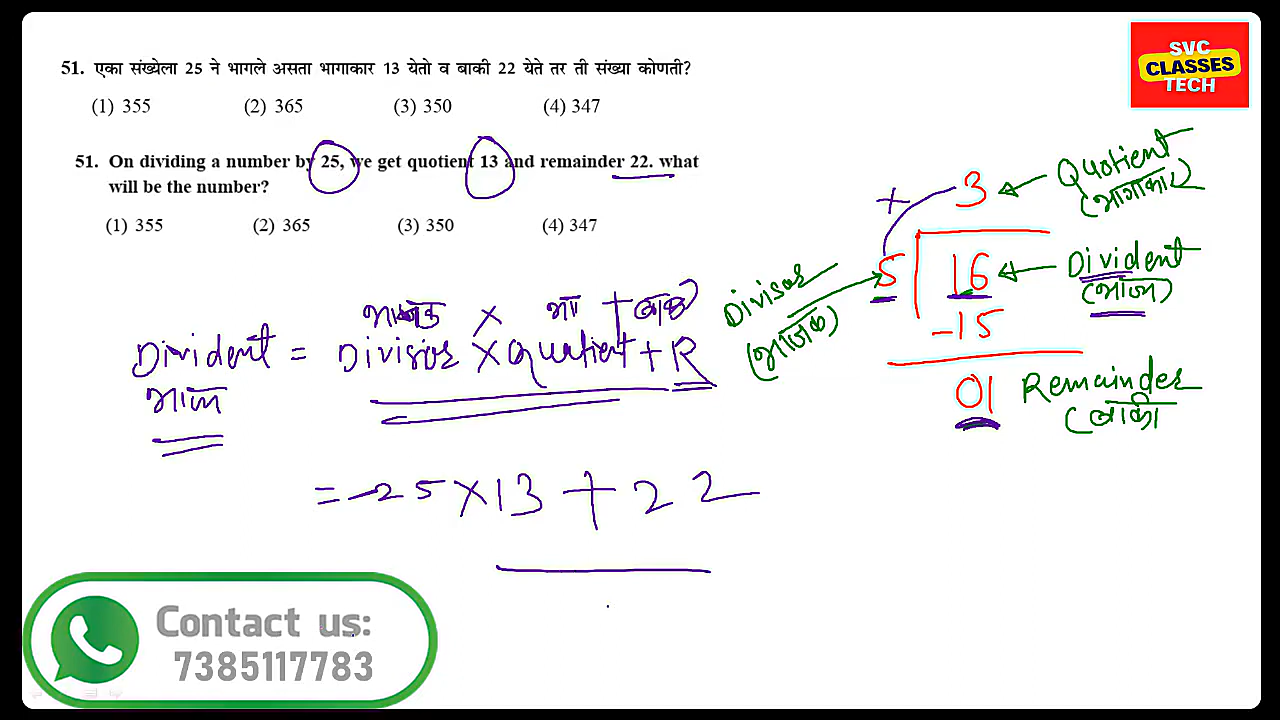 51. एका संख्येला 25 ने भागले असता भागाकार 13 येतो व बाकी 22 येते तर ती संख्या कोणती?
(1) 355 (2) 365 (3) 350 (4) 347
51. On dividing a number by 25, we get quotient 13 and remainder 22. what
will be the number?
(1) 355 (2) 365 (3) 350 (4) 347
SVC
CLASSES
TECH
× 3 Quotient
(भागाकार)
5 16 Divident
(भाज्य)
Divisor
(भाजक)
-15
01 Remainder
(बाकी)
भाजक × भा + बाकी
Divident = Divisor × quotient + R
भाज्य
= 25 × 13 + 22
Contact us:
7385117783